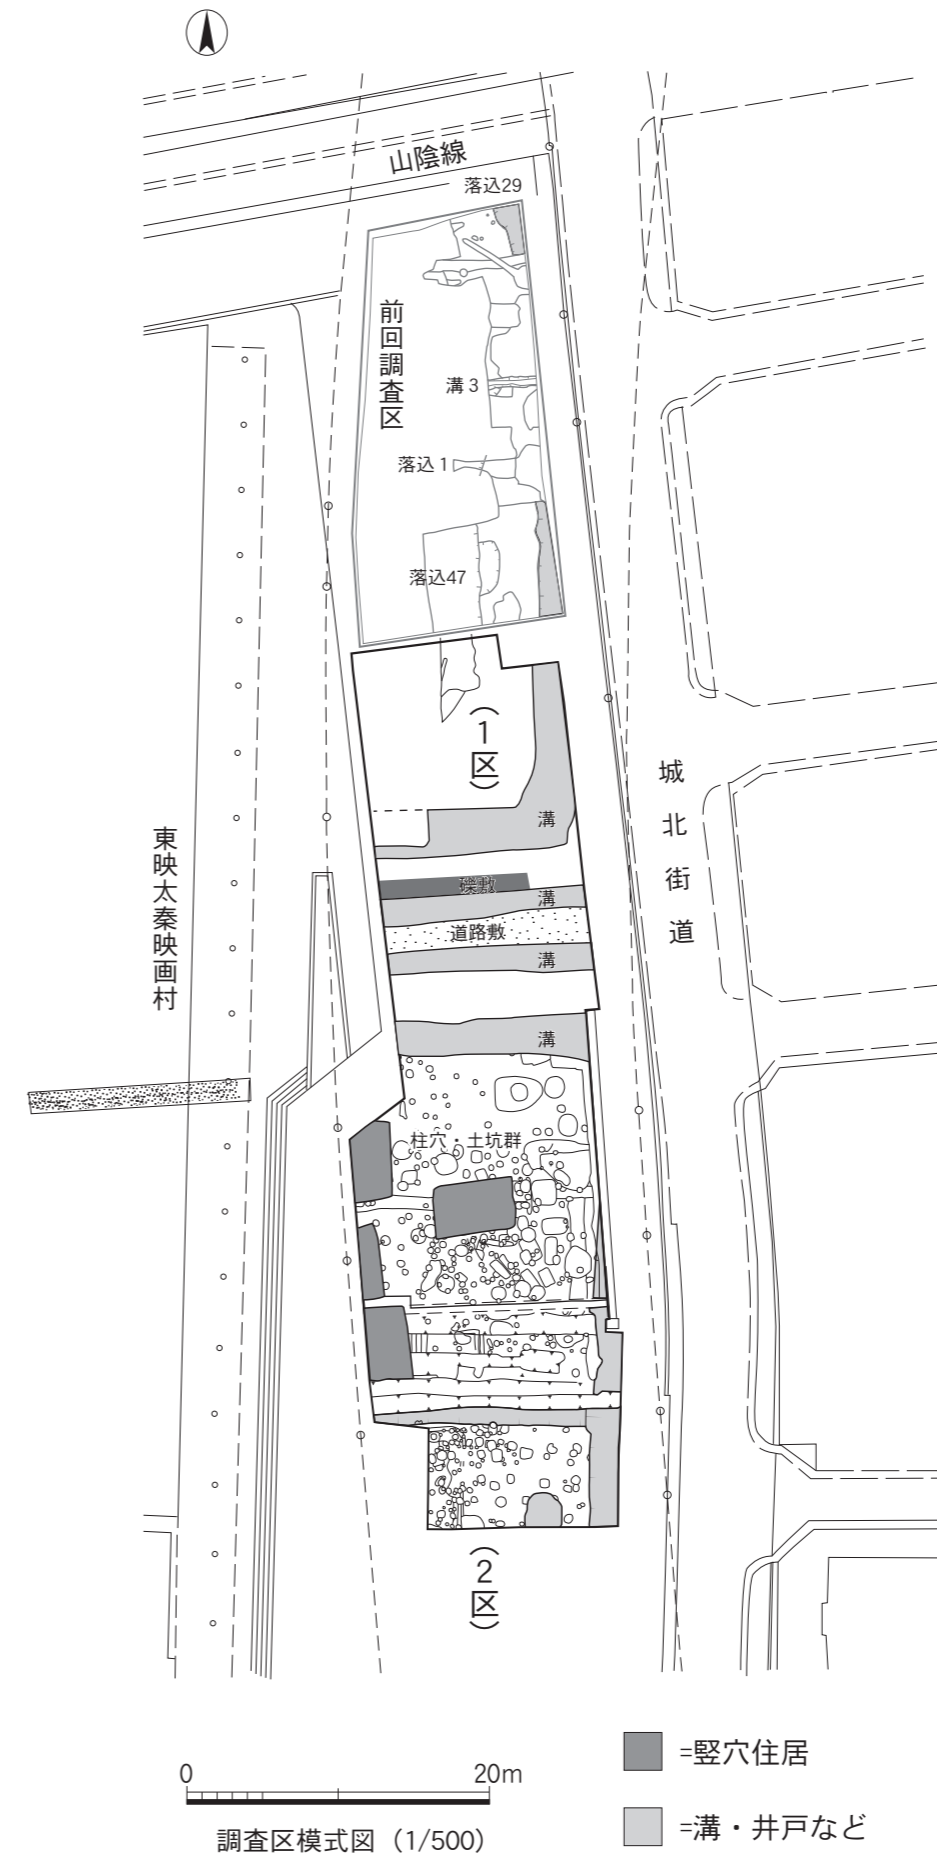 山陰線
落込29
前回調査区
溝３
落込１
落込47
（１区）
溝
城北街道
東映太秦映画村
礫敷
溝
道路敷
溝
溝
柱穴・土坑群
（２区）
0 20m
調査区模式図（1/500）
=竪穴住居
=溝・井戸など